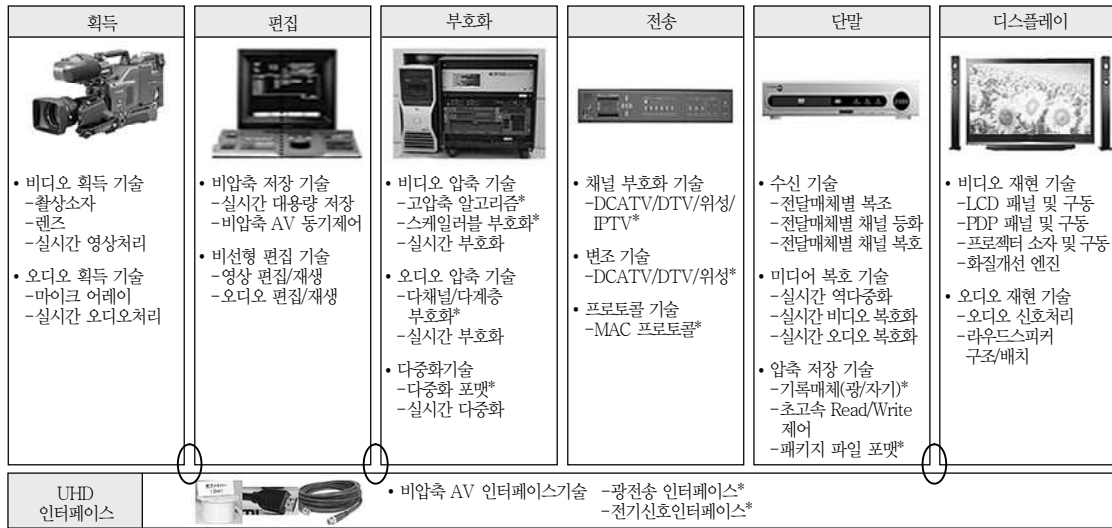 획득
편집
부호화
전송
단말
디스플레이
• 비디오 획득 기술
-촬상소자
-렌즈
-실시간 영상처리
• 오디오 획득 기술
-마이크 어레이
-실시간 오디오처리
• 비압축 저장 기술
-실시간 대용량 저장
-비압축 AV 동기제어
• 비선형 편집 기술
-영상 편집/재생
-오디오 편집/재생
• 비디오 압축 기술
-고압축 알고리즘*
-스케일러블 부호화*
-실시간 부호화
• 오디오 압축 기술
-다채널/다계층
부호화*
-실시간 부호화
• 다중화기술
-다중화 포맷*
-실시간 다중화
• 채널 부호화 기술
-DCATV/DTV/위성/
IPTV*
• 변조 기술
-DCATV/DTV/위성*
• 프로토콜 기술
-MAC 프로토콜*
• 수신 기술
-전달매체별 복조
-전달매체별 채널 등화
-전달매체별 채널 복호
• 미디어 복호 기술
-실시간 역다중화
-실시간 비디오 복호화
-실시간 오디오 복호화
• 압축 저장 기술
-기록매체(광/자기)*
-초고속 Read/Write
제어
-패키지 파일 포맷*
• 비디오 재현 기술
-LCD 패널 및 구동
-PDP 패널 및 구동
-프로젝터 소자 및 구동
-화질개선 엔진
• 오디오 재현 기술
-오디오 신호처리
-라우드스피커
구조/배치
UHD
인터페이스
• 비압축 AV 인터페이스기술 -광전송 인터페이스*
-전기신호인터페이스*